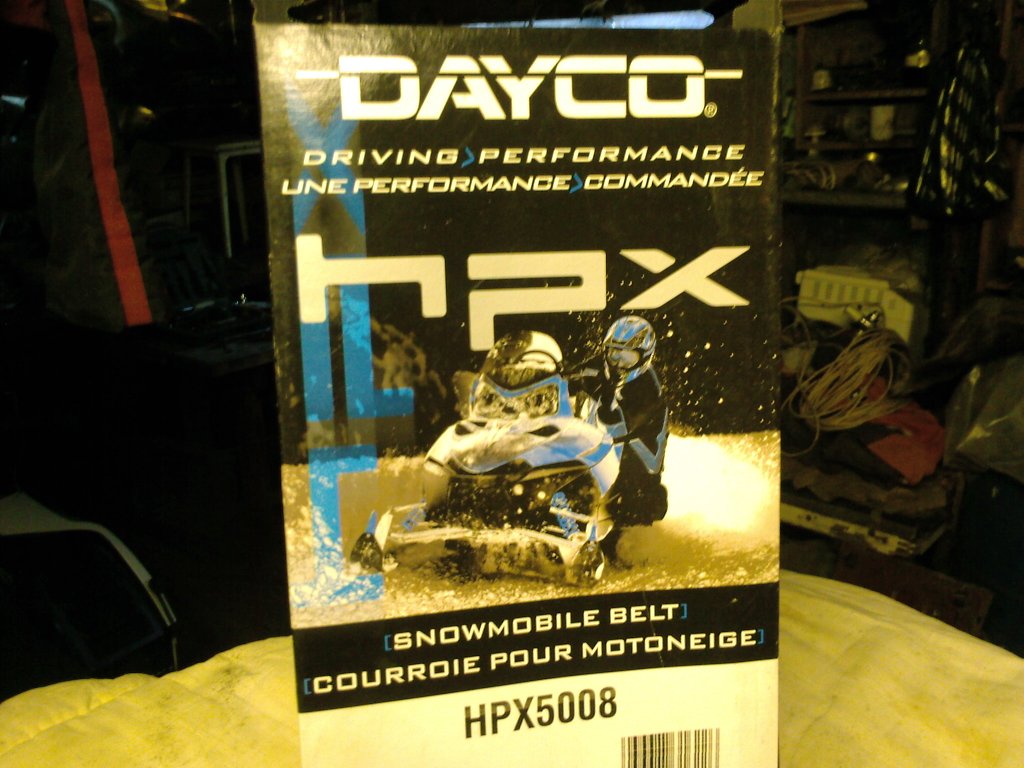 DAYCO®
DRIVING>PERFORMANCE
UNE PERFORMANCE>COMMANDÉE
hpx
[SNOWMOBILE BELT]
[COURROIE POUR MOTONEIGE]
HPX5008